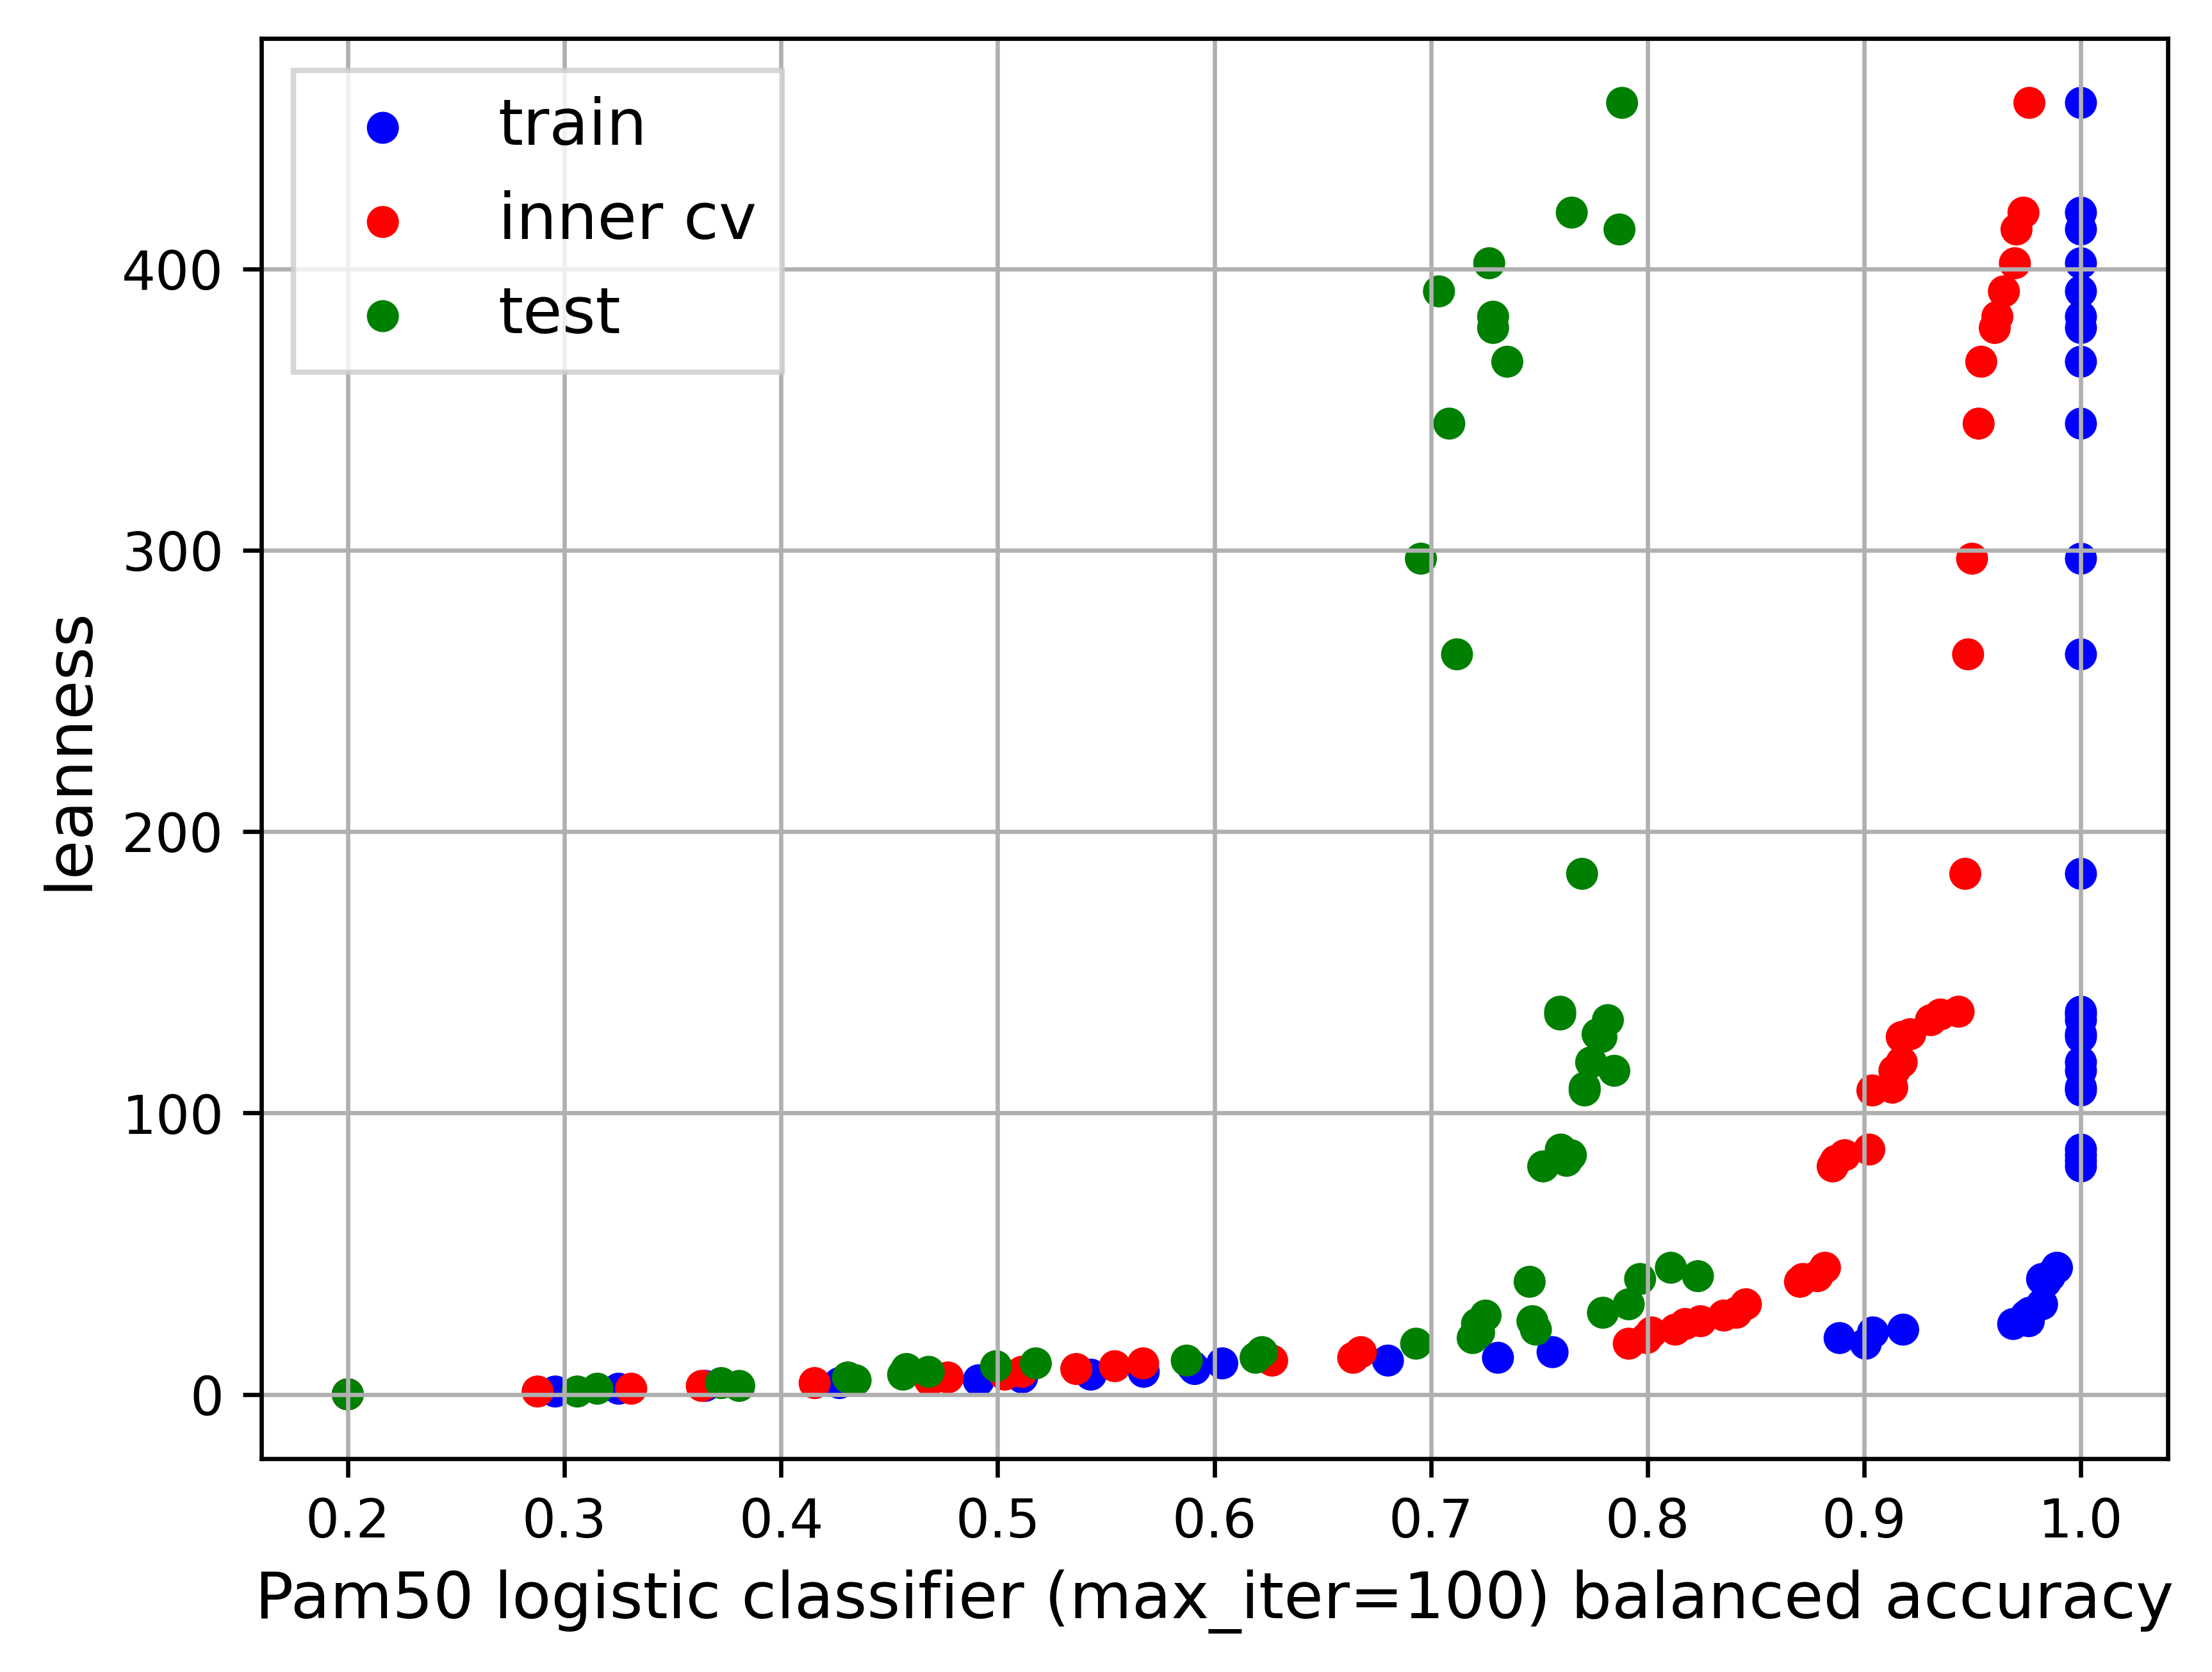 train
inner cv
test
400
300
200
100
0
leanness
0.2 0.3 0.4 0.5 0.6 0.7 0.8 0.9 1.0
Pam50 logistic classifier (max_iter=100) balanced accuracy